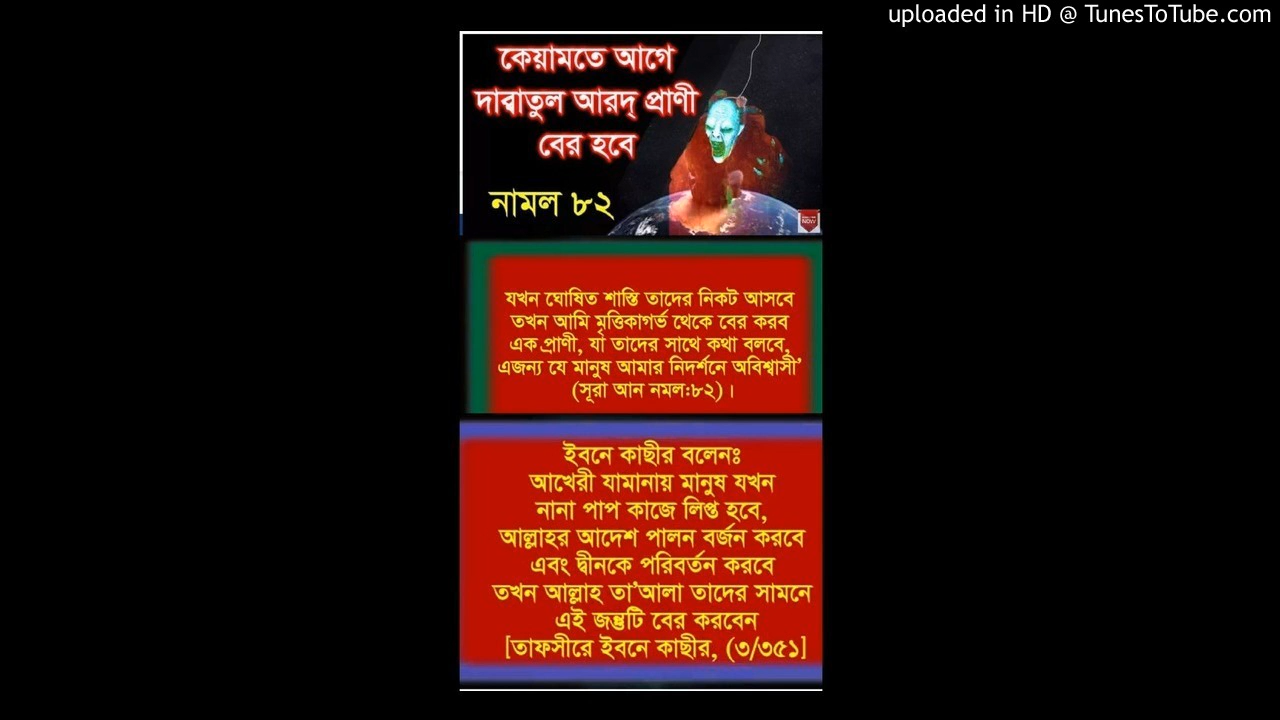 uploaded in HD @ TunesToTube.com
কেয়ামতে আগে
দাব্বাতুল আরদ্ প্রাণী
বের হবে
নামল ৮২
যখন ঘোষিত শাস্তি তাদের নিকট আসবে
তখন আমি মৃত্তিকাগর্ভ থেকে বের করব
এক প্রাণী, যা তাদের সাথে কথা বলবে,
এজন্য যে মানুষ আমার নিদর্শনে অবিশ্বাসী’
(সূরা আন নমল:৮২)।
ইবনে কাছীর বলেনঃ
আখেরী যামানায় মানুষ যখন
নানা পাপ কাজে লিপ্ত হবে,
আল্লাহর আদেশ পালন বর্জন করবে
এবং দ্বীনকে পরিবর্তন করবে
তখন আল্লাহ তা’আলা তাদের সামনে
এই জন্তুটি বের করবেন
[তাফসীরে ইবনে কাছীর, (৩/৩৫১]